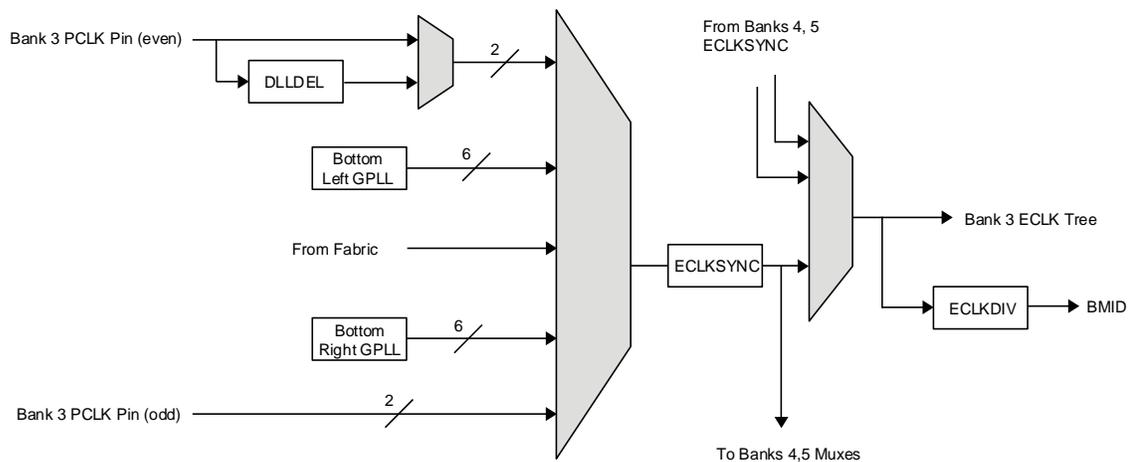 From Banks 4, 5
ECLKSYNC
Bank 3 PCLK Pin (even)
2
DLLDEL
Bottom
Left GPLL
6
Bank 3 ECLK Tree
From Fabric
ECLKSYNC
ECLKDIV
BMID
Bottom
Right GPLL
6
Bank 3 PCLK Pin (odd)
2
To Banks 4,5 Muxes